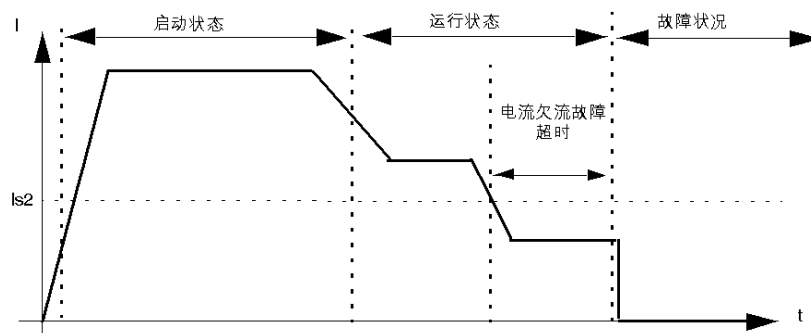 I
启动状态
运行状态
故障状况
电流欠流故障
超时
Is2
t